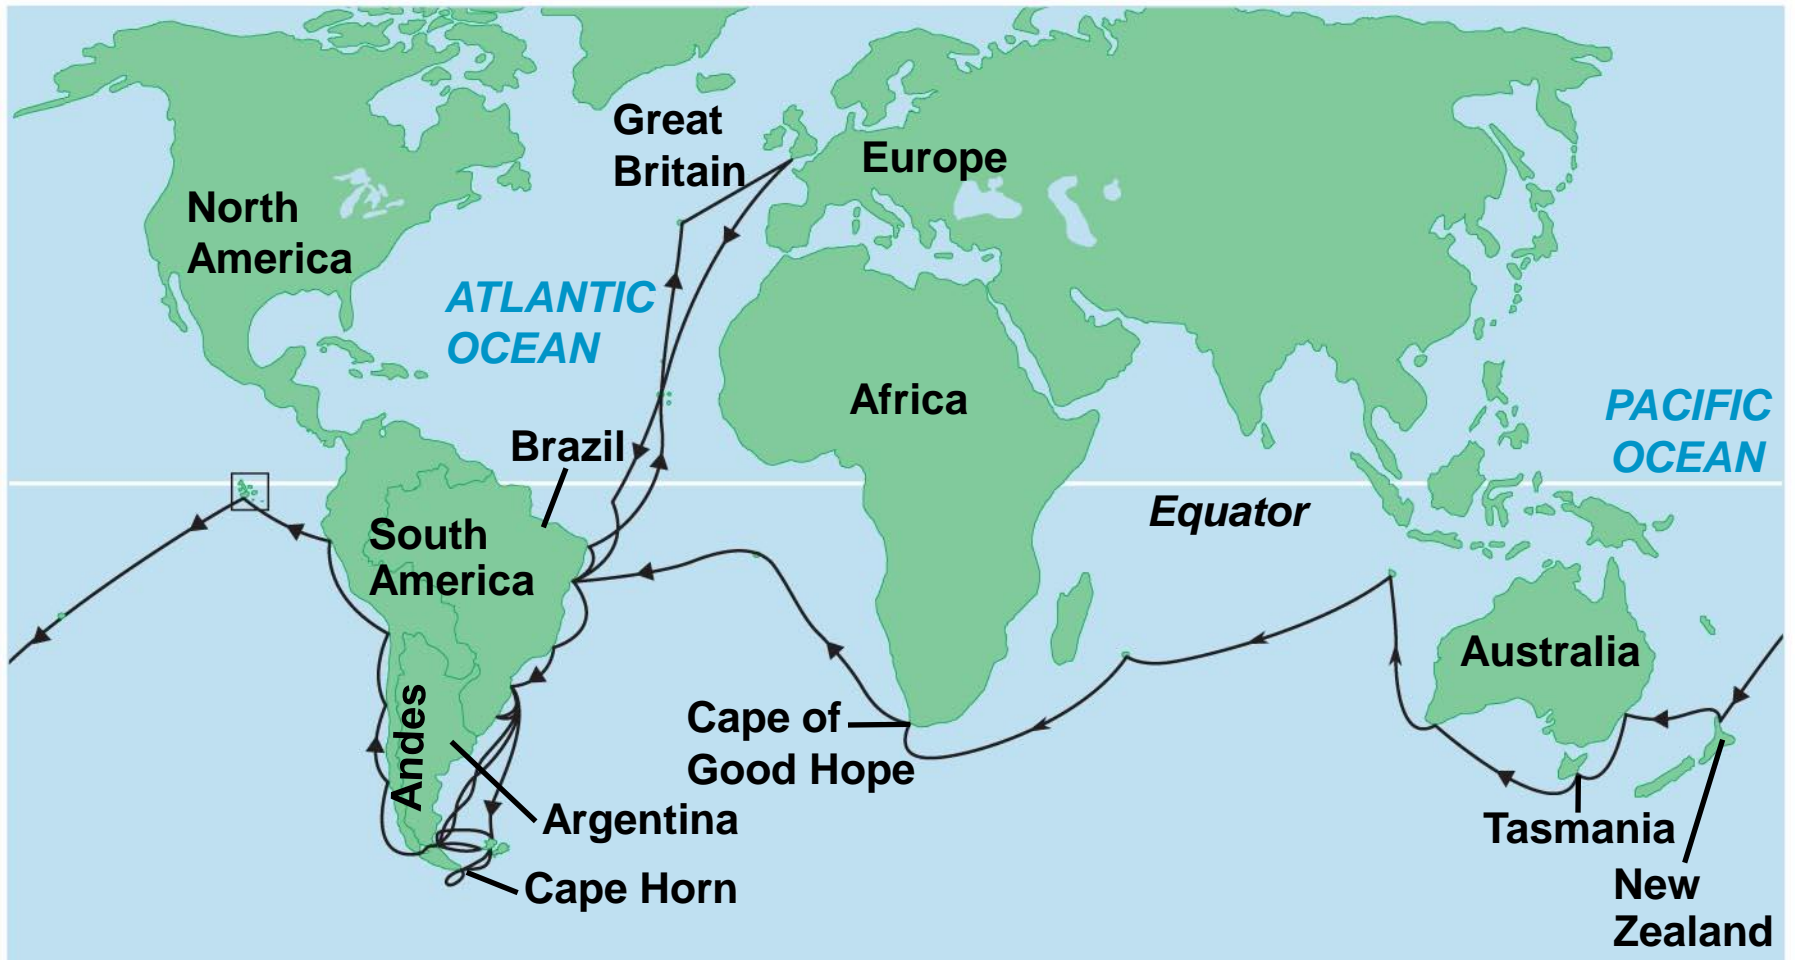 Great
Britain
Europe
North
America
ATLANTIC
OCEAN
Africa
PACIFIC
OCEAN
Brazil
Equator
South
America
Australia
Andes
Cape of
Good Hope
Argentina
Tasmania
Cape Horn
New
Zealand